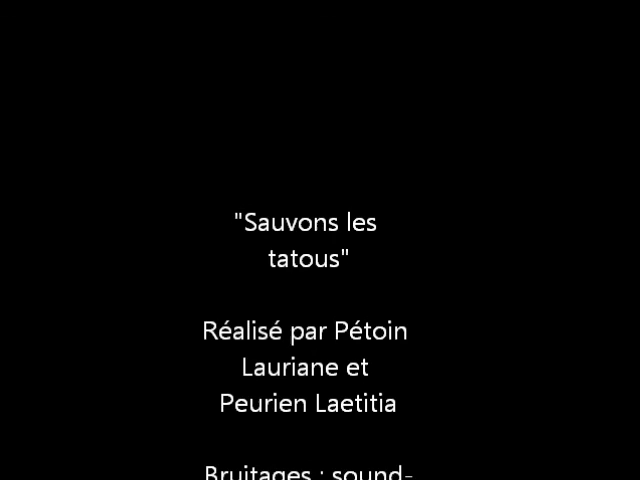 "Sauvons les
tatous"
Réalisé par Pétoin
Lauriane et
Peurien Laetitia
Bruitages : sound-